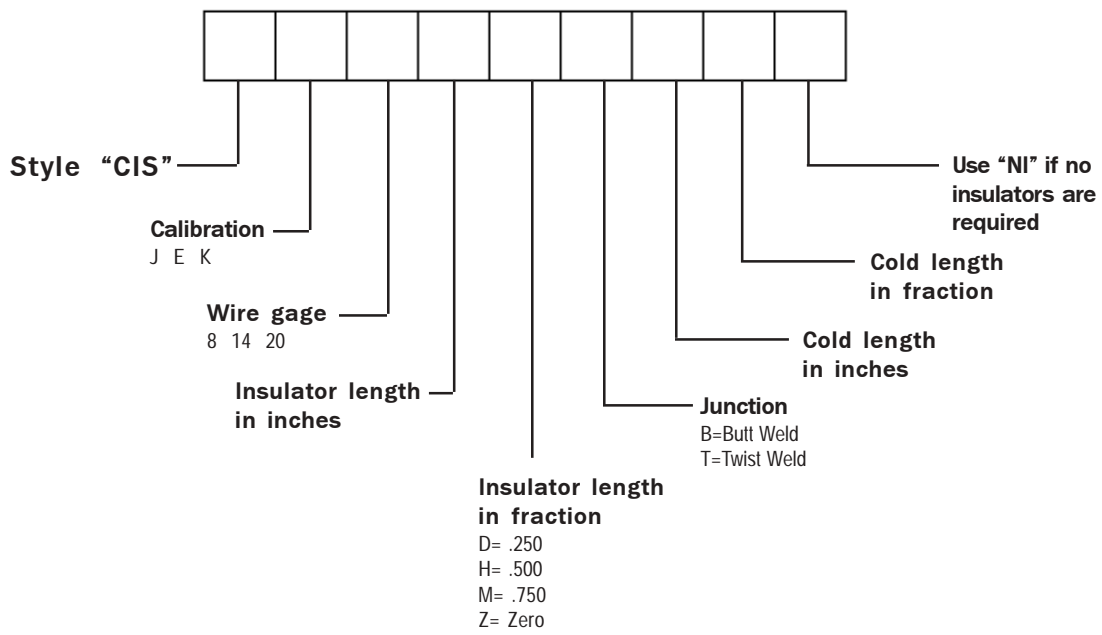 Style “CIS”
Calibration
J E K
Wire gage
8 14 20
Insulator length
in inches
Insulator length
in fraction
D= .250
H= .500
M= .750
Z= Zero
Junction
B=Butt Weld
T=Twist Weld
Cold length
in inches
Cold length
in fraction
Use “NI” if no
insulators are
required